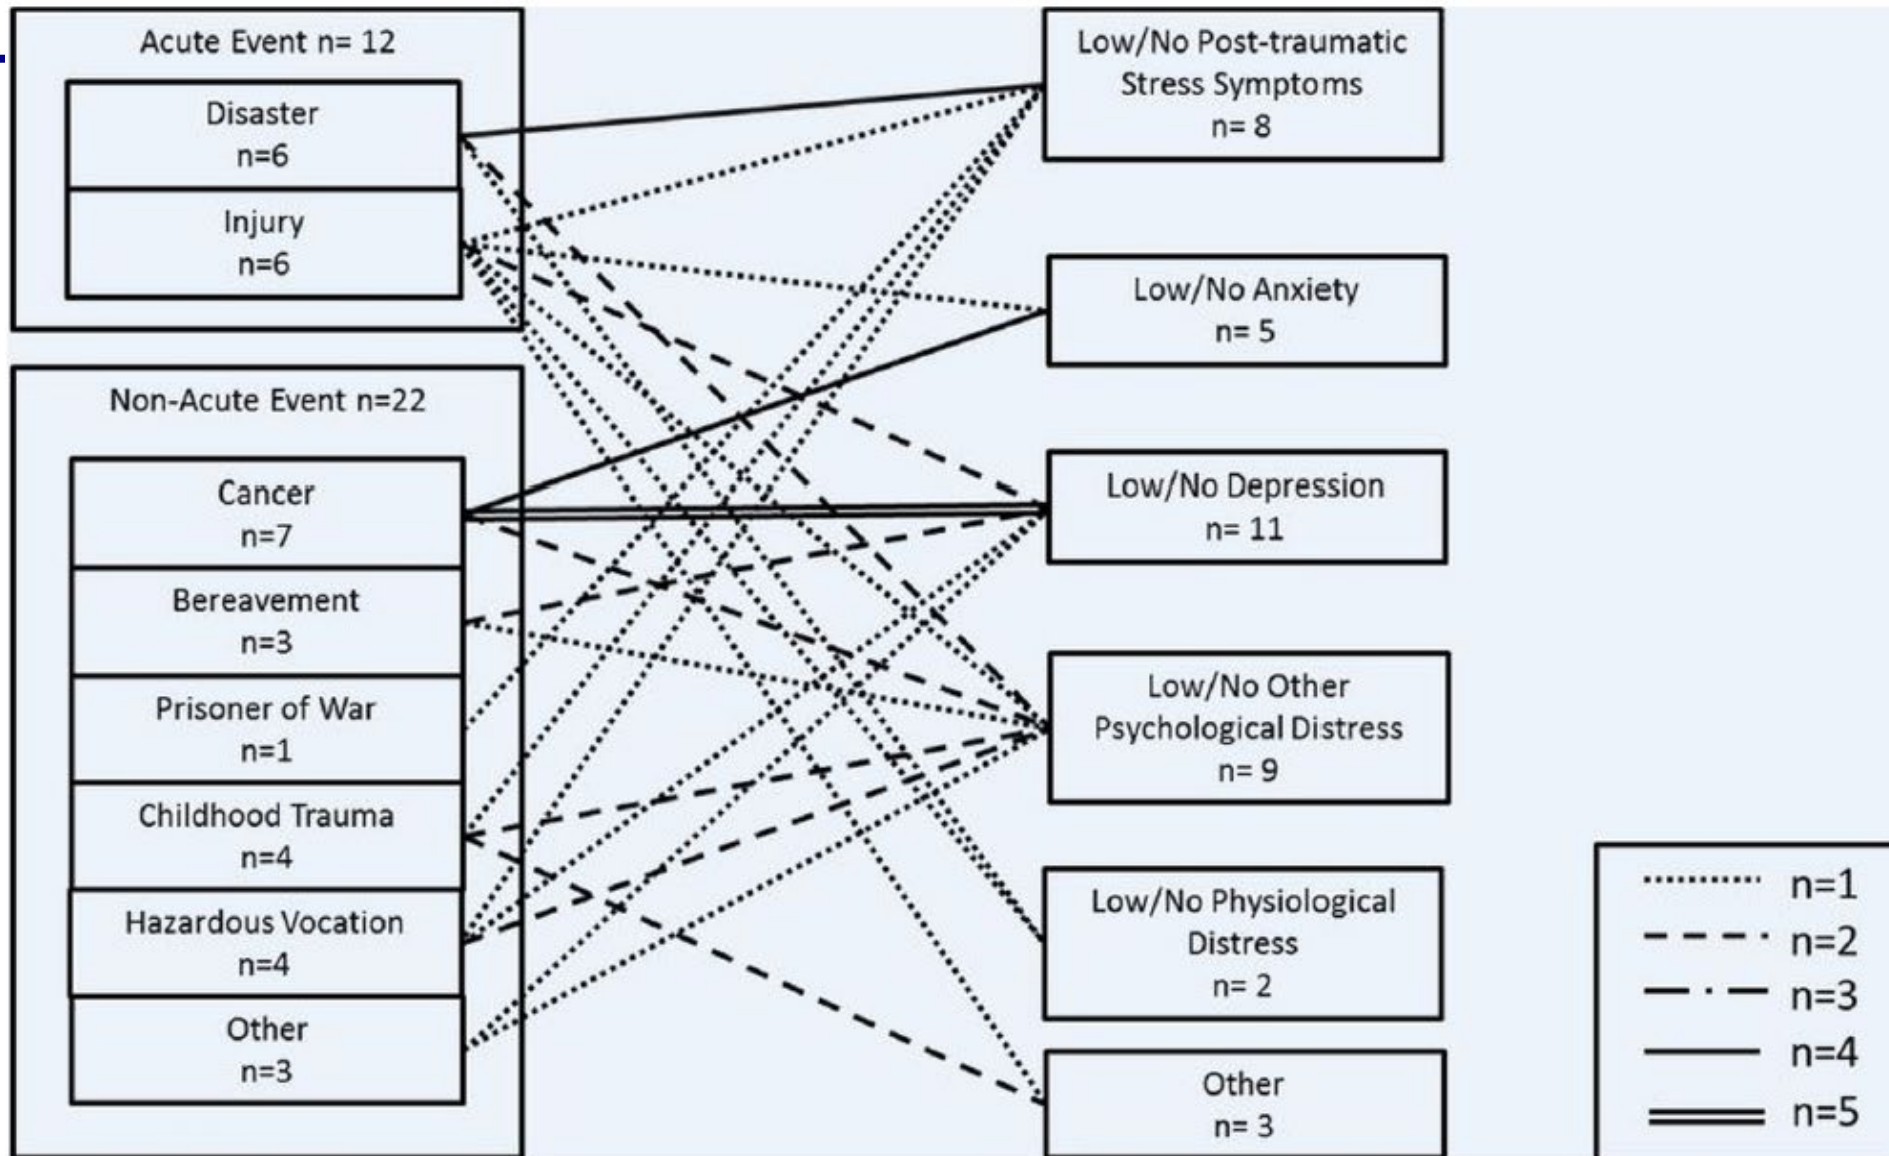 Acute Event n= 12
Disaster
n=6
Injury
n=6
Non-Acute Event n=22
Cancer
n=7
Bereavement
n=3
Prisoner of War
n=1
Childhood Trauma
n=4
Hazardous Vocation
n=4
Other
n=3
Low/No Post-traumatic
Stress Symptoms
n= 8
Low/No Anxiety
n= 5
Low/No Depression
n= 11
Low/No Other
Psychological Distress
n= 9
Low/No Physiological
Distress
n= 2
Other
n= 3
n=1
n=2
n=3
n=4
n=5